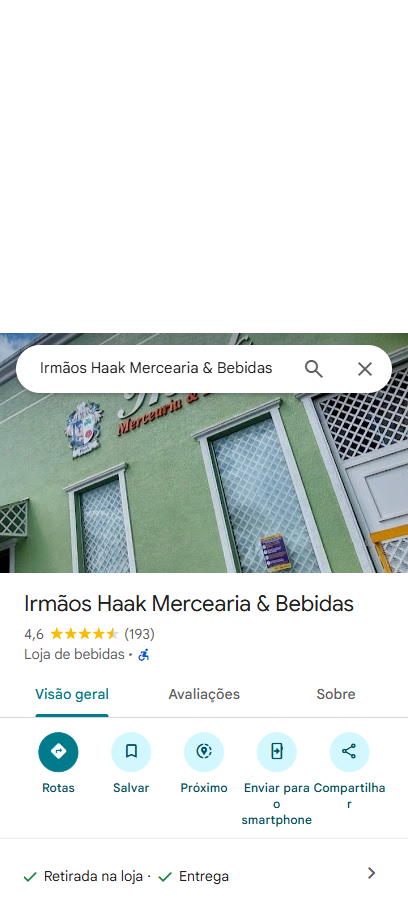 Irmãos Haak Mercearia & Bebidas
Mercearia &
Irmãos Haak Mercearia & Bebidas
4,6 (193)
Loja de bebidas ·
Visão geral Avaliações Sobre
Rotas Salvar Próximo Enviar para o smartphone Compartilhar
Retirada na loja · Entrega